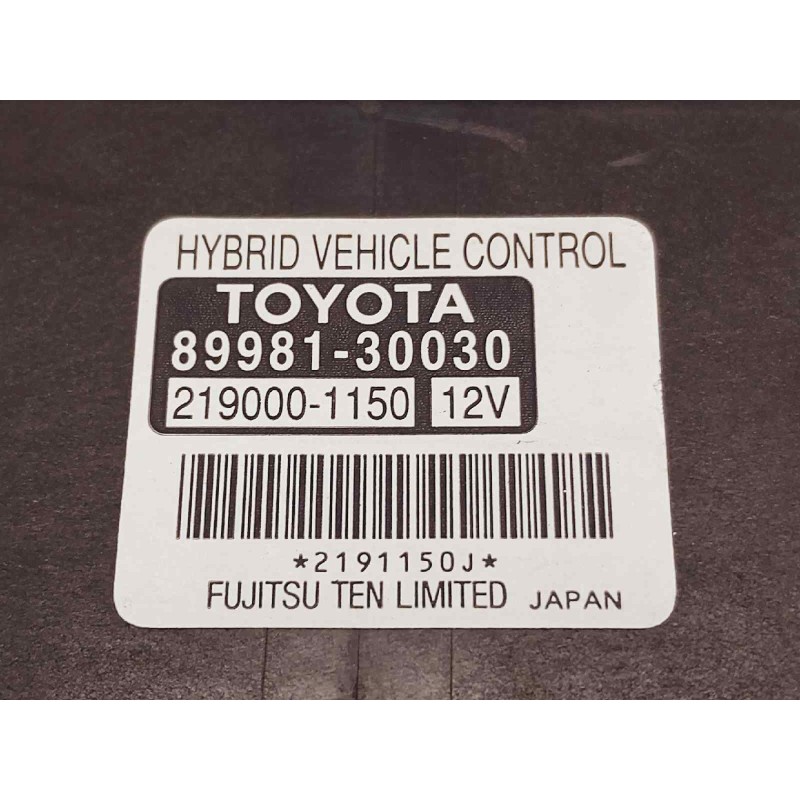 HYBRID VEHICLE CONTROL
TOYOTA
89981-30030
219000-1150 12V
*2191150J*
FUJITSU TEN LIMITED JAPAN